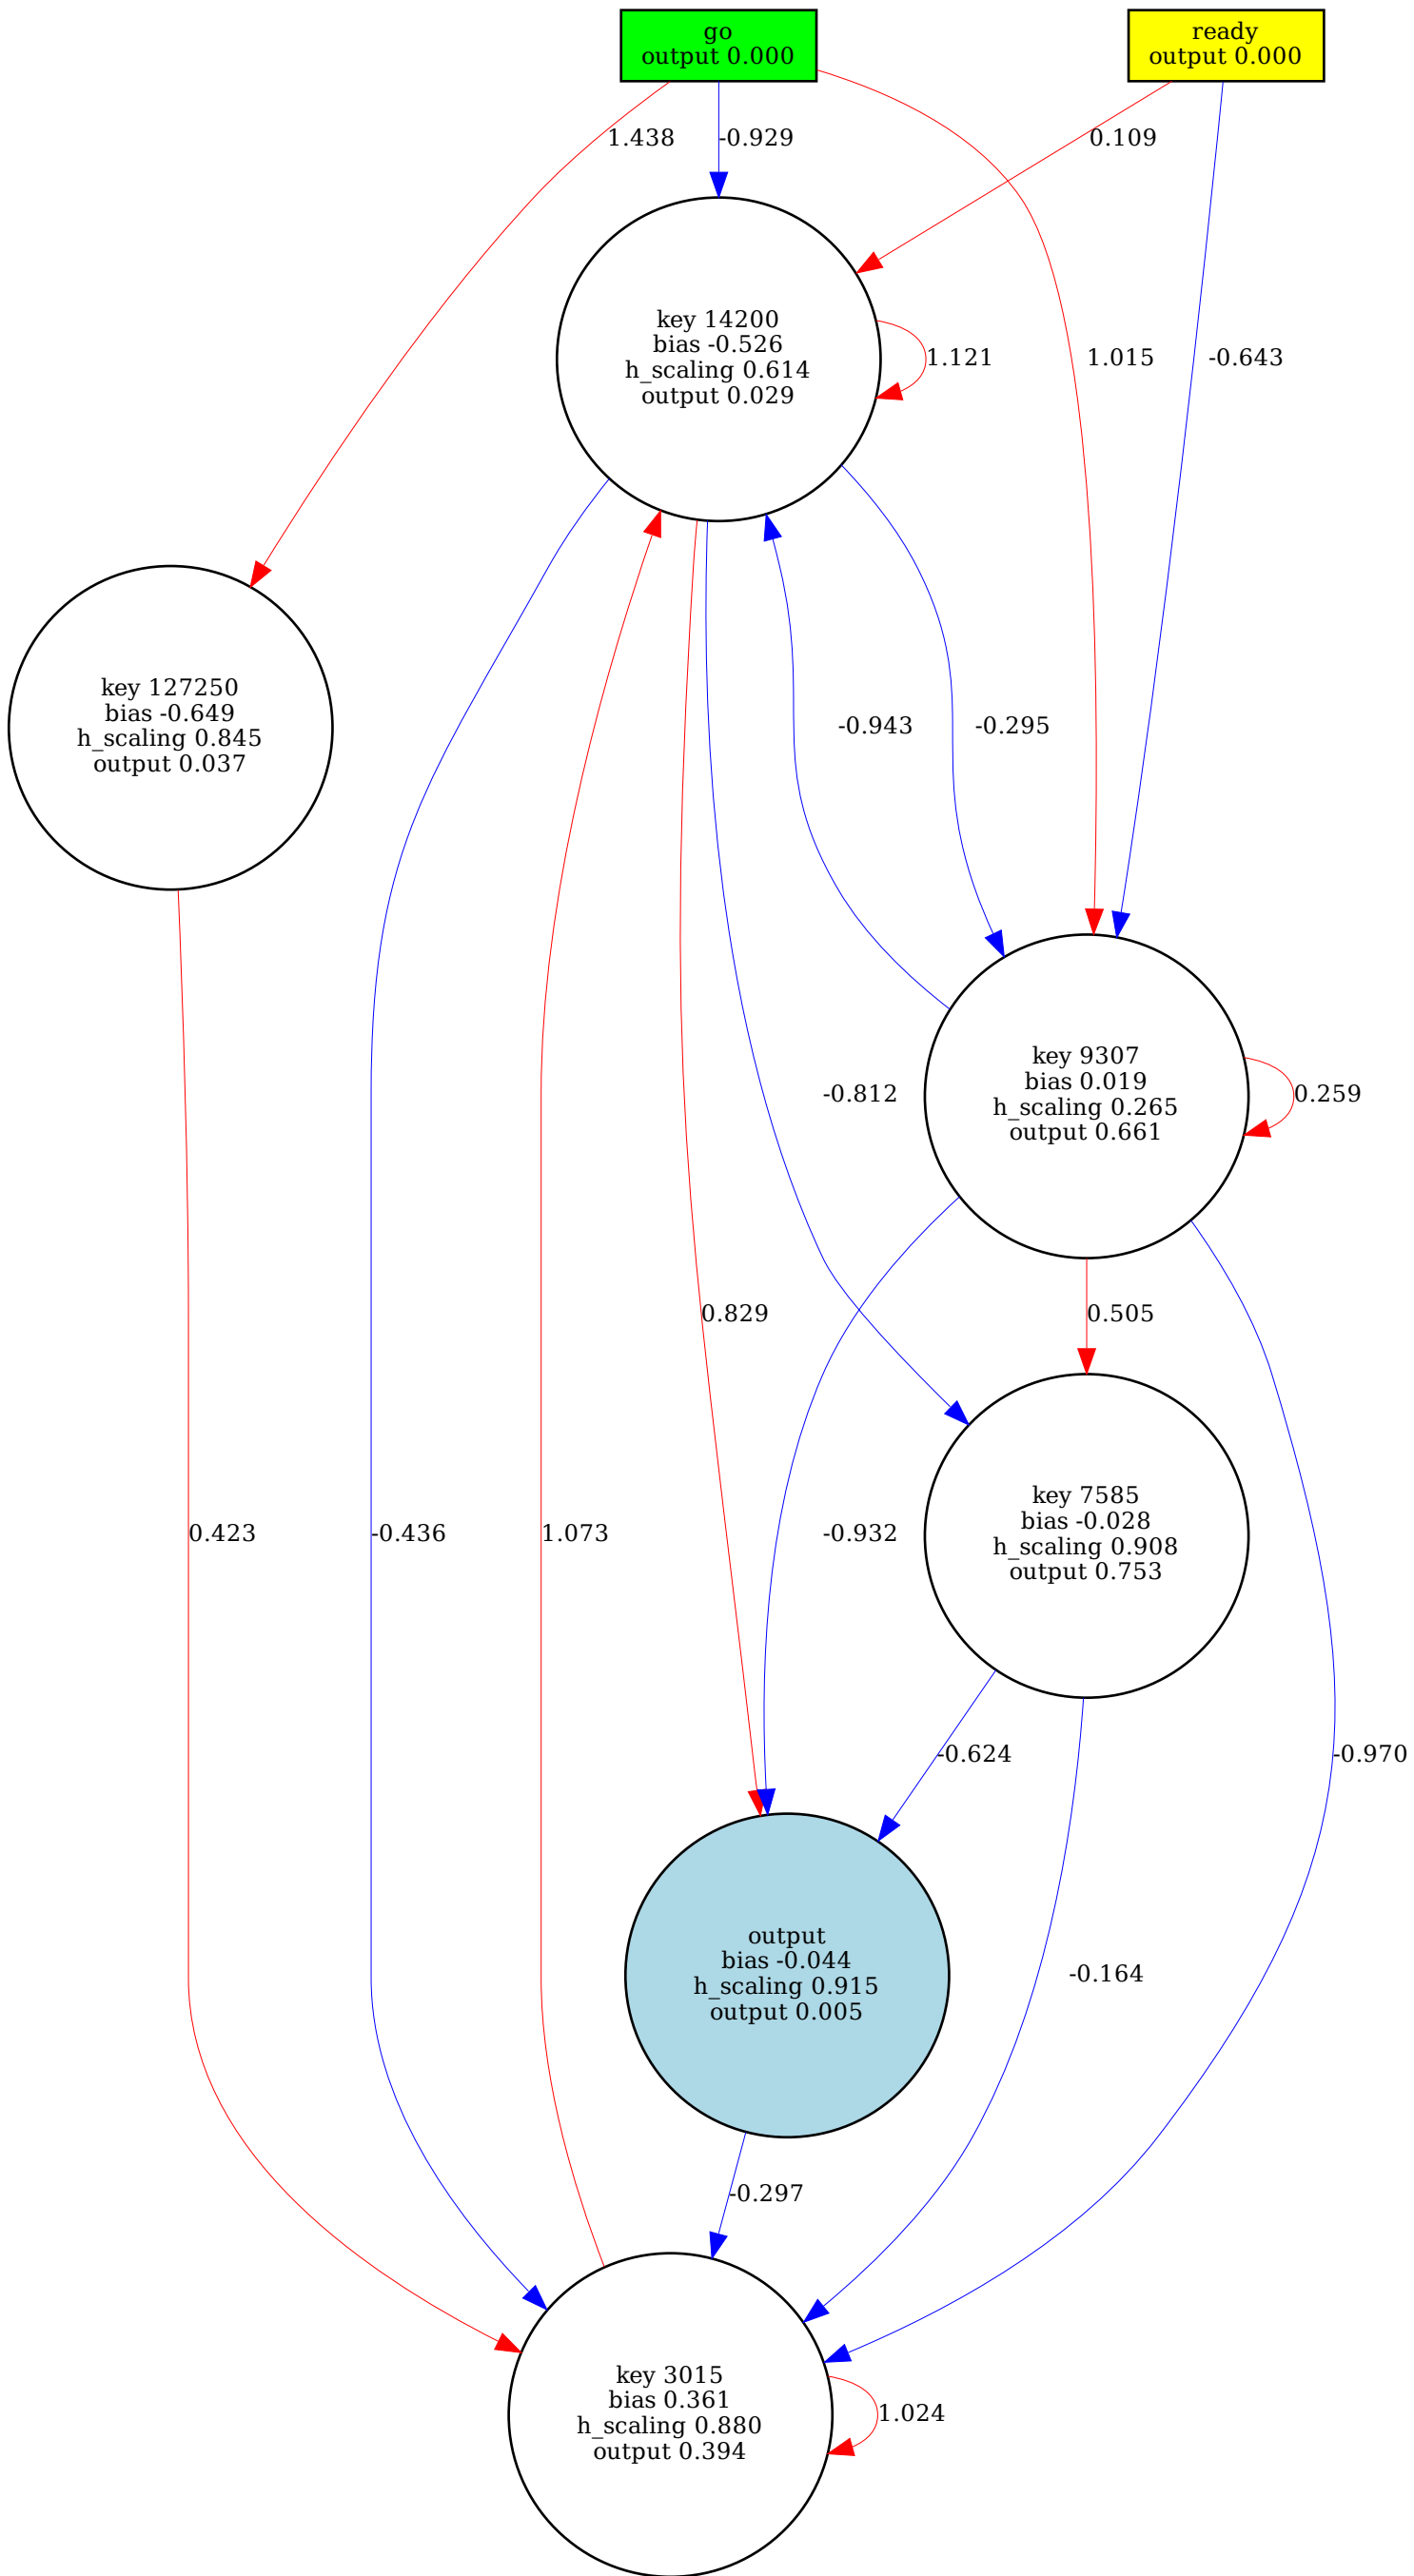 go
output 0.000
ready
output 0.000
1.438
-0.929
0.109
key 14200
bias -0.526
h_scaling 0.614
output 0.029
1.121
1.015
-0.643
key 127250
bias -0.649
h_scaling 0.845
output 0.037
-0.943
-0.295
key 9307
bias 0.019
h_scaling 0.265
output 0.661
-0.812
0.259
0.829
0.505
0.423
-0.436
1.073
-0.932
key 7585
bias -0.028
h_scaling 0.908
output 0.753
-0.624
-0.970
output
bias -0.044
h_scaling 0.915
output 0.005
-0.164
-0.297
key 3015
bias 0.361
h_scaling 0.880
output 0.394
1.024